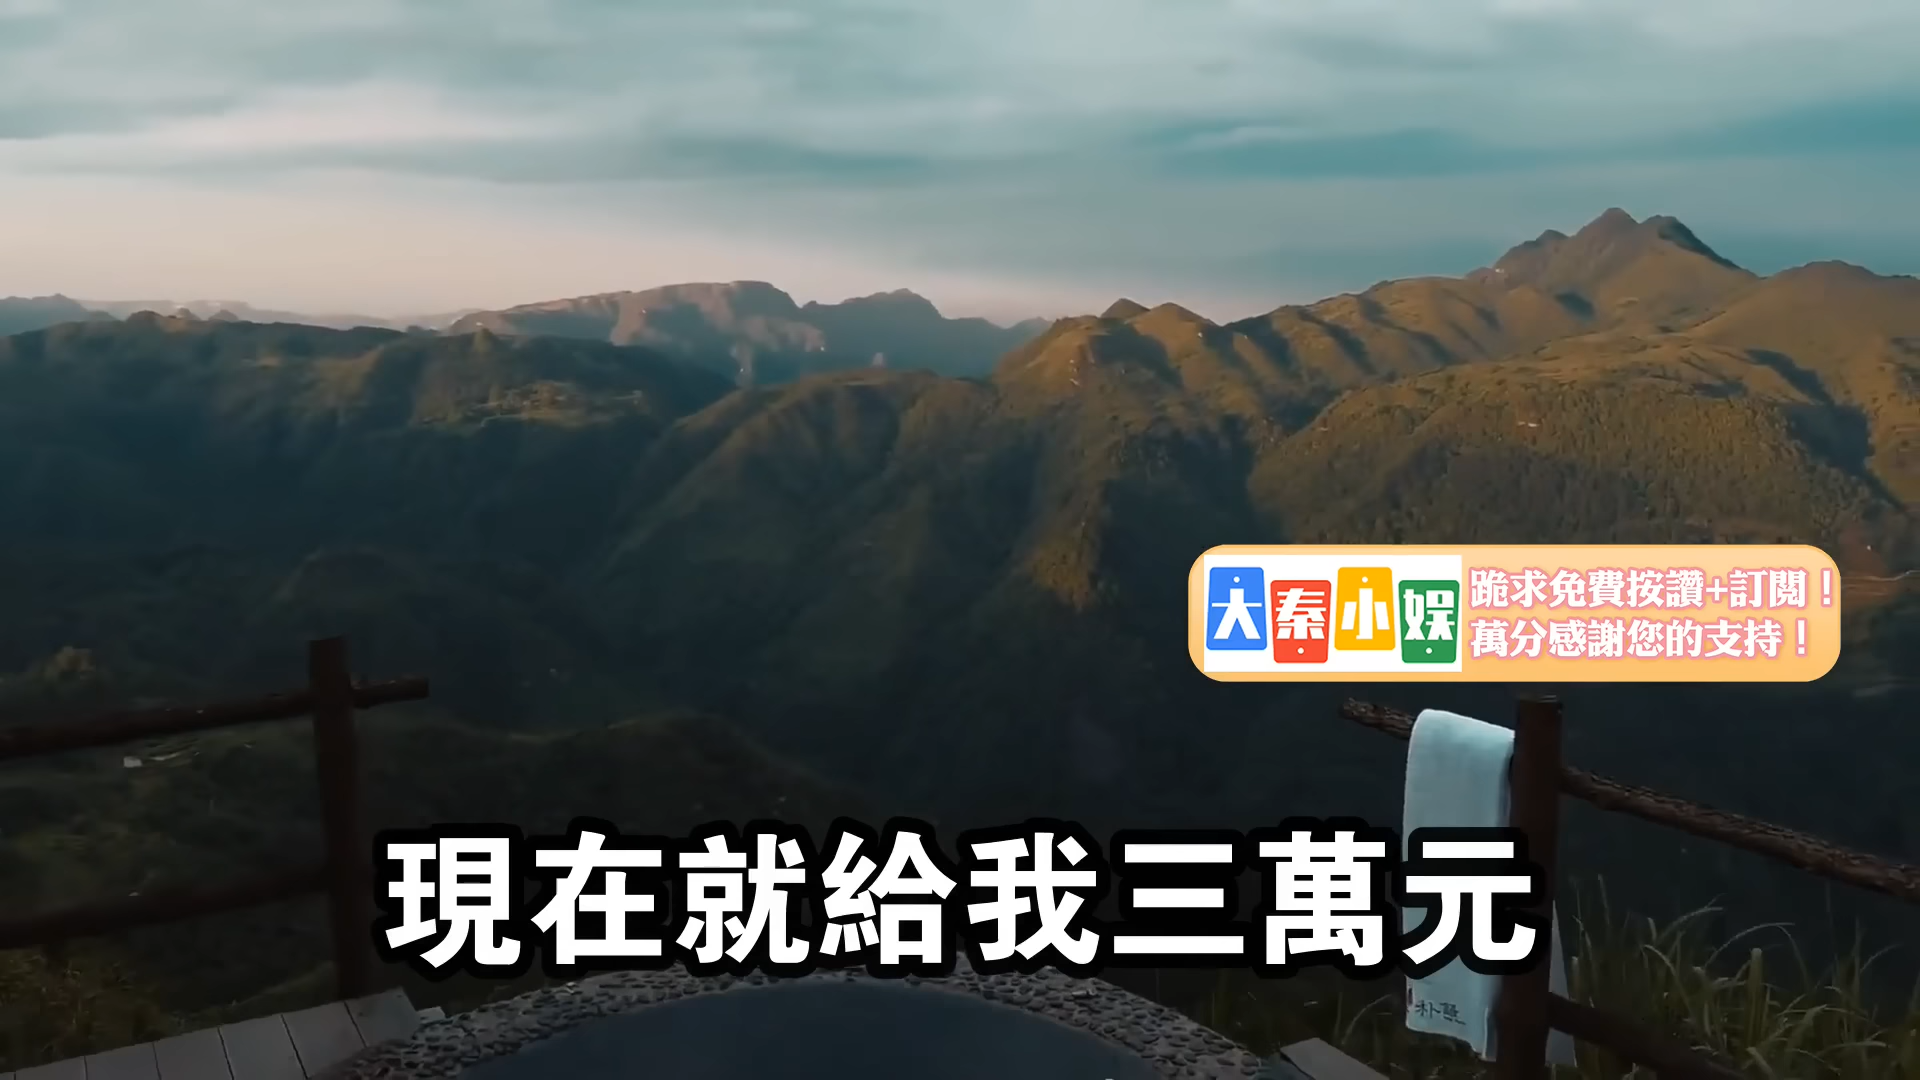 大秦小娱
跪求免費按讚+訂閱！
萬分感謝您的支持！
現在就給我三萬元